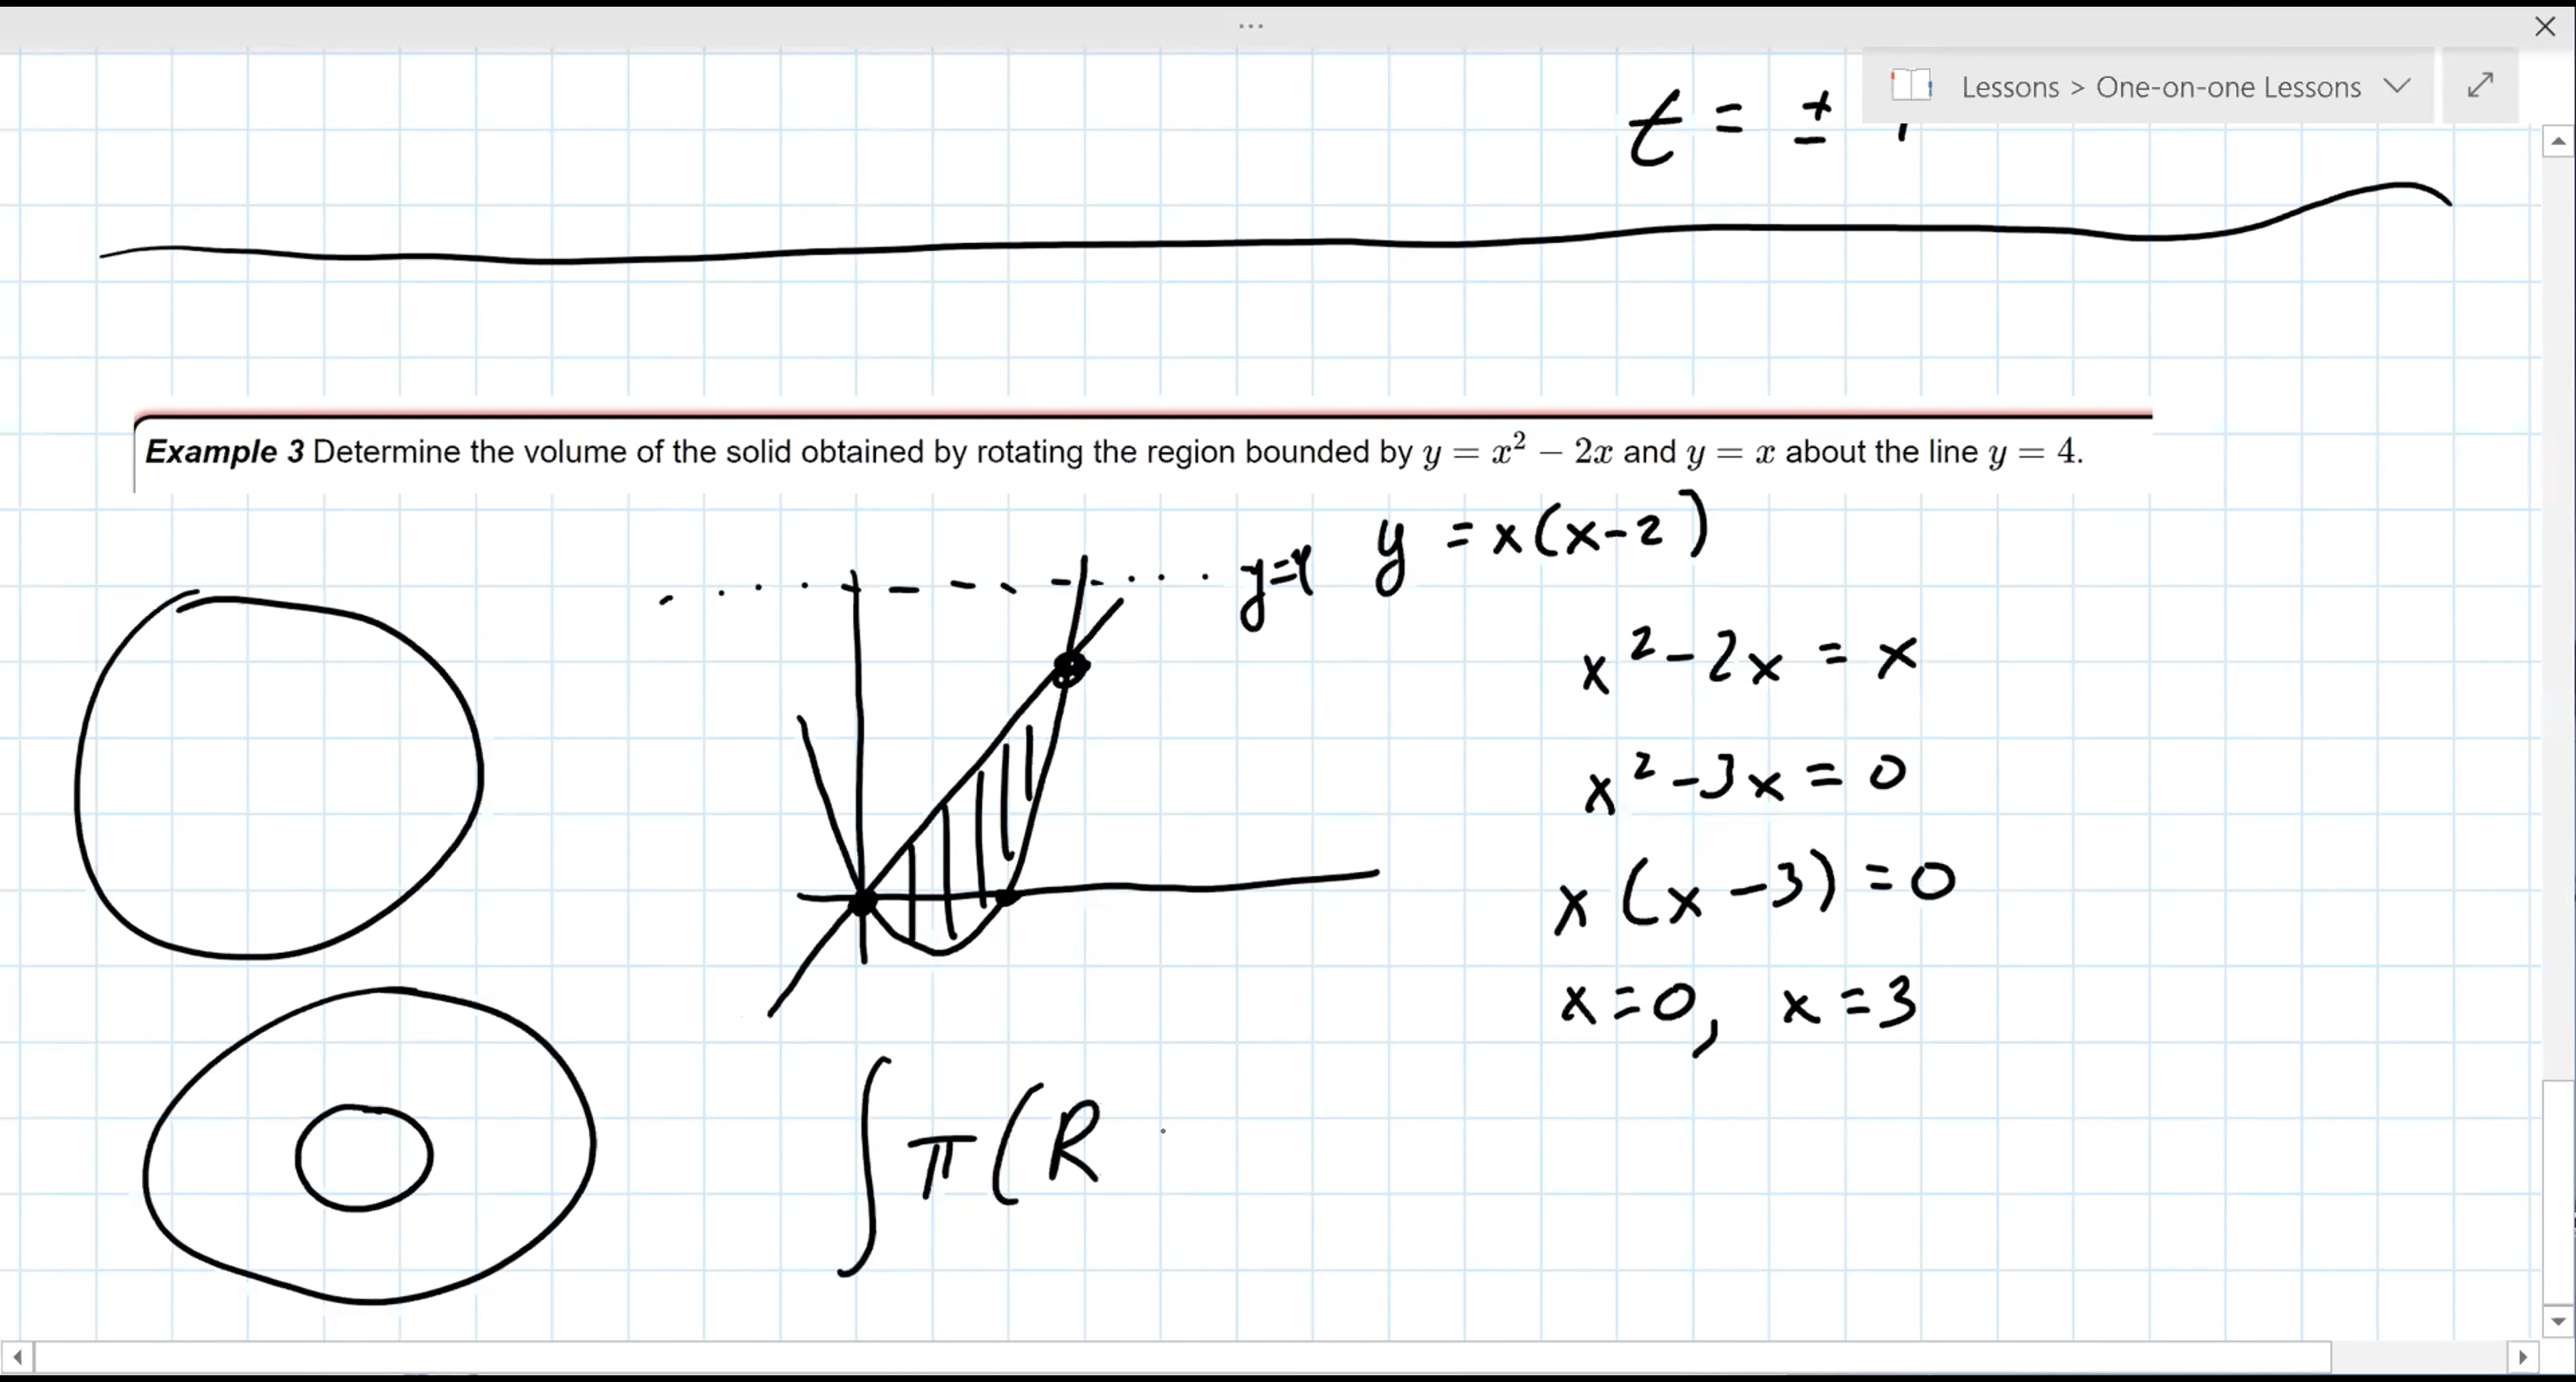 Lessons > One-on-one Lessons
t = ±
Example 3 Determine the volume of the solid obtained by rotating the region bounded by y = x² − 2x and y = x about the line y = 4.
y = x(x-2)
y=4
x² - 2x = x
x² - 3x = 0
x (x - 3) = 0
x = 0, x = 3
∫ π (R